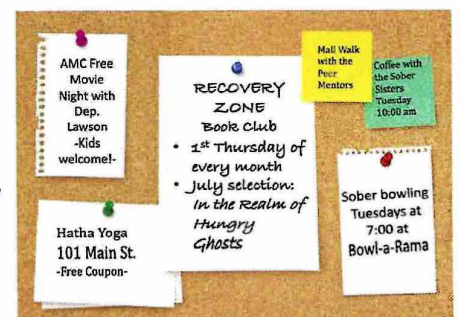 AMC Free
Movie
Night with
Dep.
Lawson
-Kids
welcome!-
RECOVERY
ZONE
Book Club
• 1st Thursday of
every month
• July selection:
In the Realm of
Hungry
Ghosts
Mall Walk
with the
Peer
Mentors
Coffee with
the Sober
Sisters
Tuesday
10:00 am
Hatha Yoga
101 Main St.
-Free Coupon-
Sober bowling
Tuesdays at
7:00 at
Bowl-a-Rama